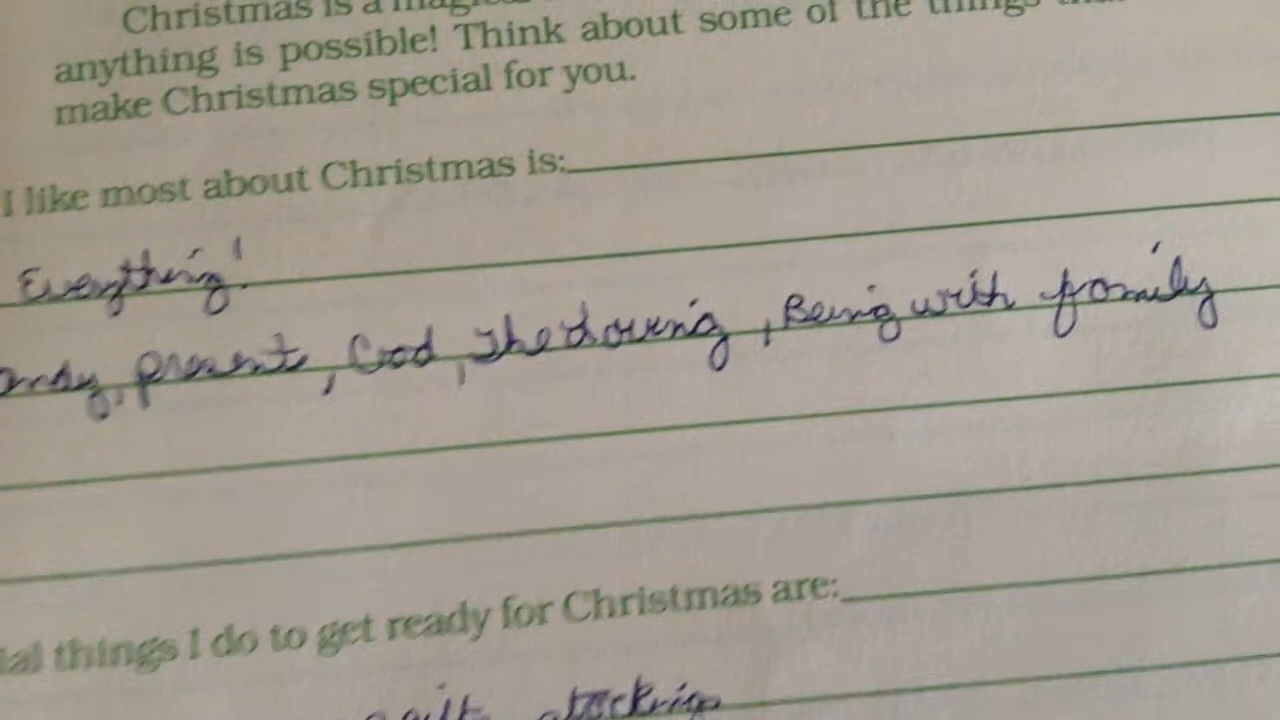 Christmas is a
anything is possible! Think about some of the things
make Christmas special for you.
I like most about Christmas is:
Everything!
presents, God, the loving, Being with family
things I do to get ready for Christmas are: